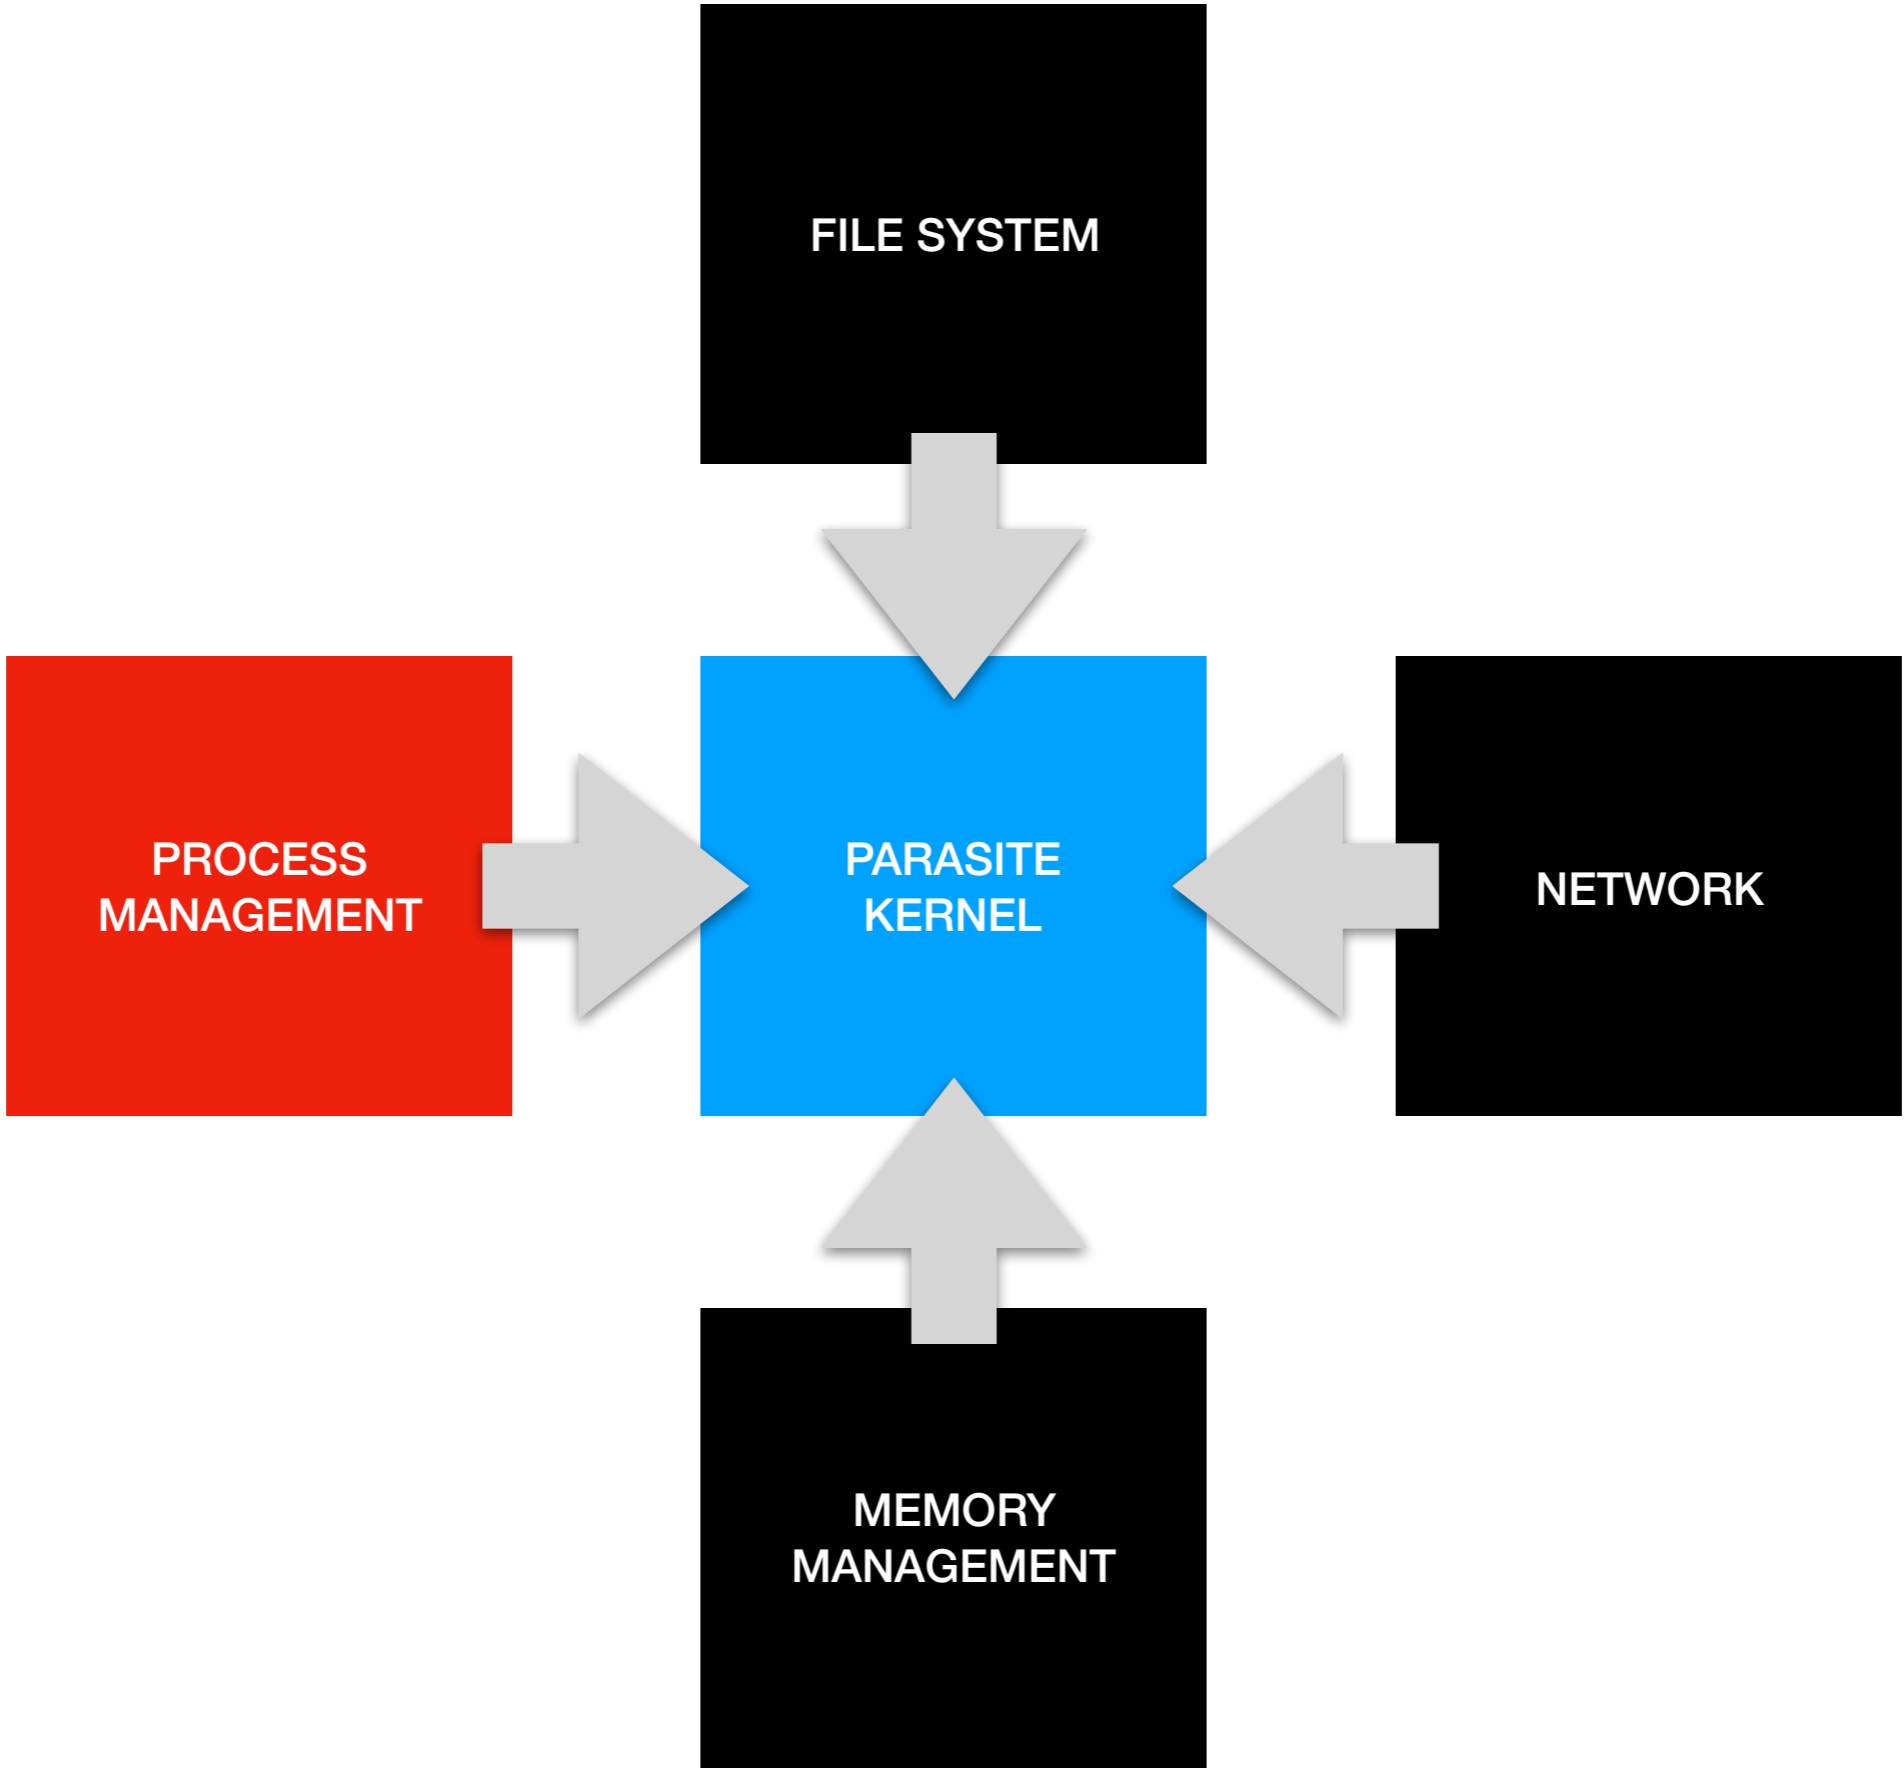 FILE SYSTEM
PROCESS
MANAGEMENT
PARASITE
KERNEL
NETWORK
MEMORY
MANAGEMENT